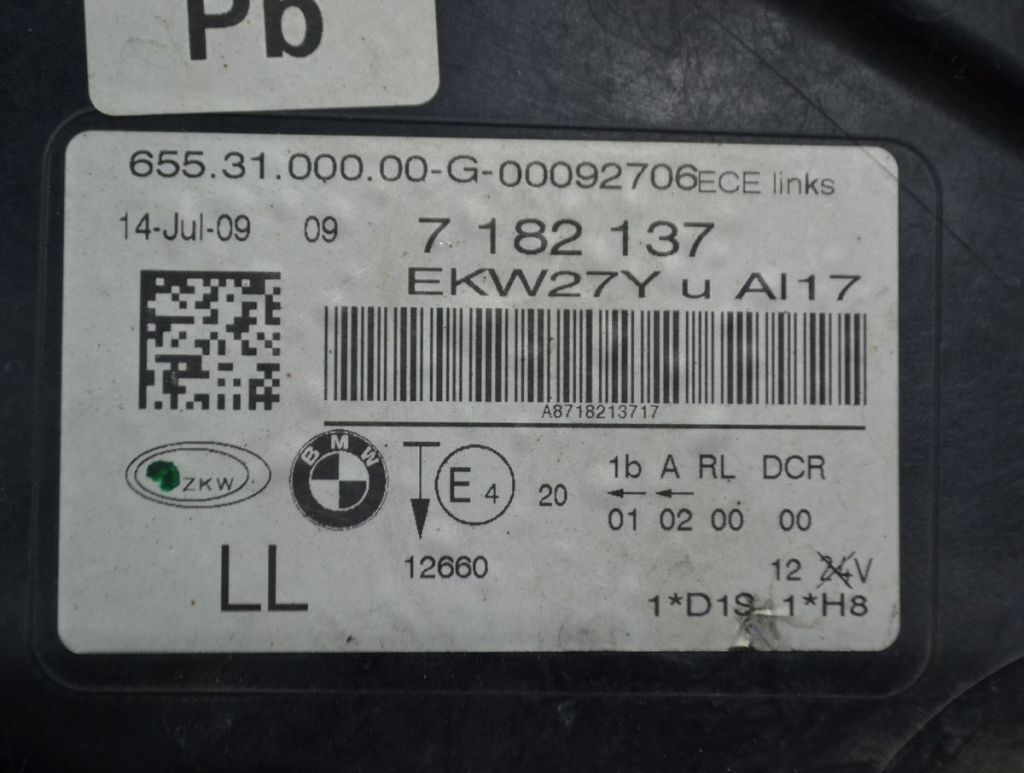 Pb
655.31.000.00-G-00092706ECE links
14-Jul-09 09 7 182 137
EKW27Y u Al17
A8718213717
ZKW BMW E 4 20 1b A RL DCR
01 02 00 00
12660
LL
12 24V
1*D1S 1*H8